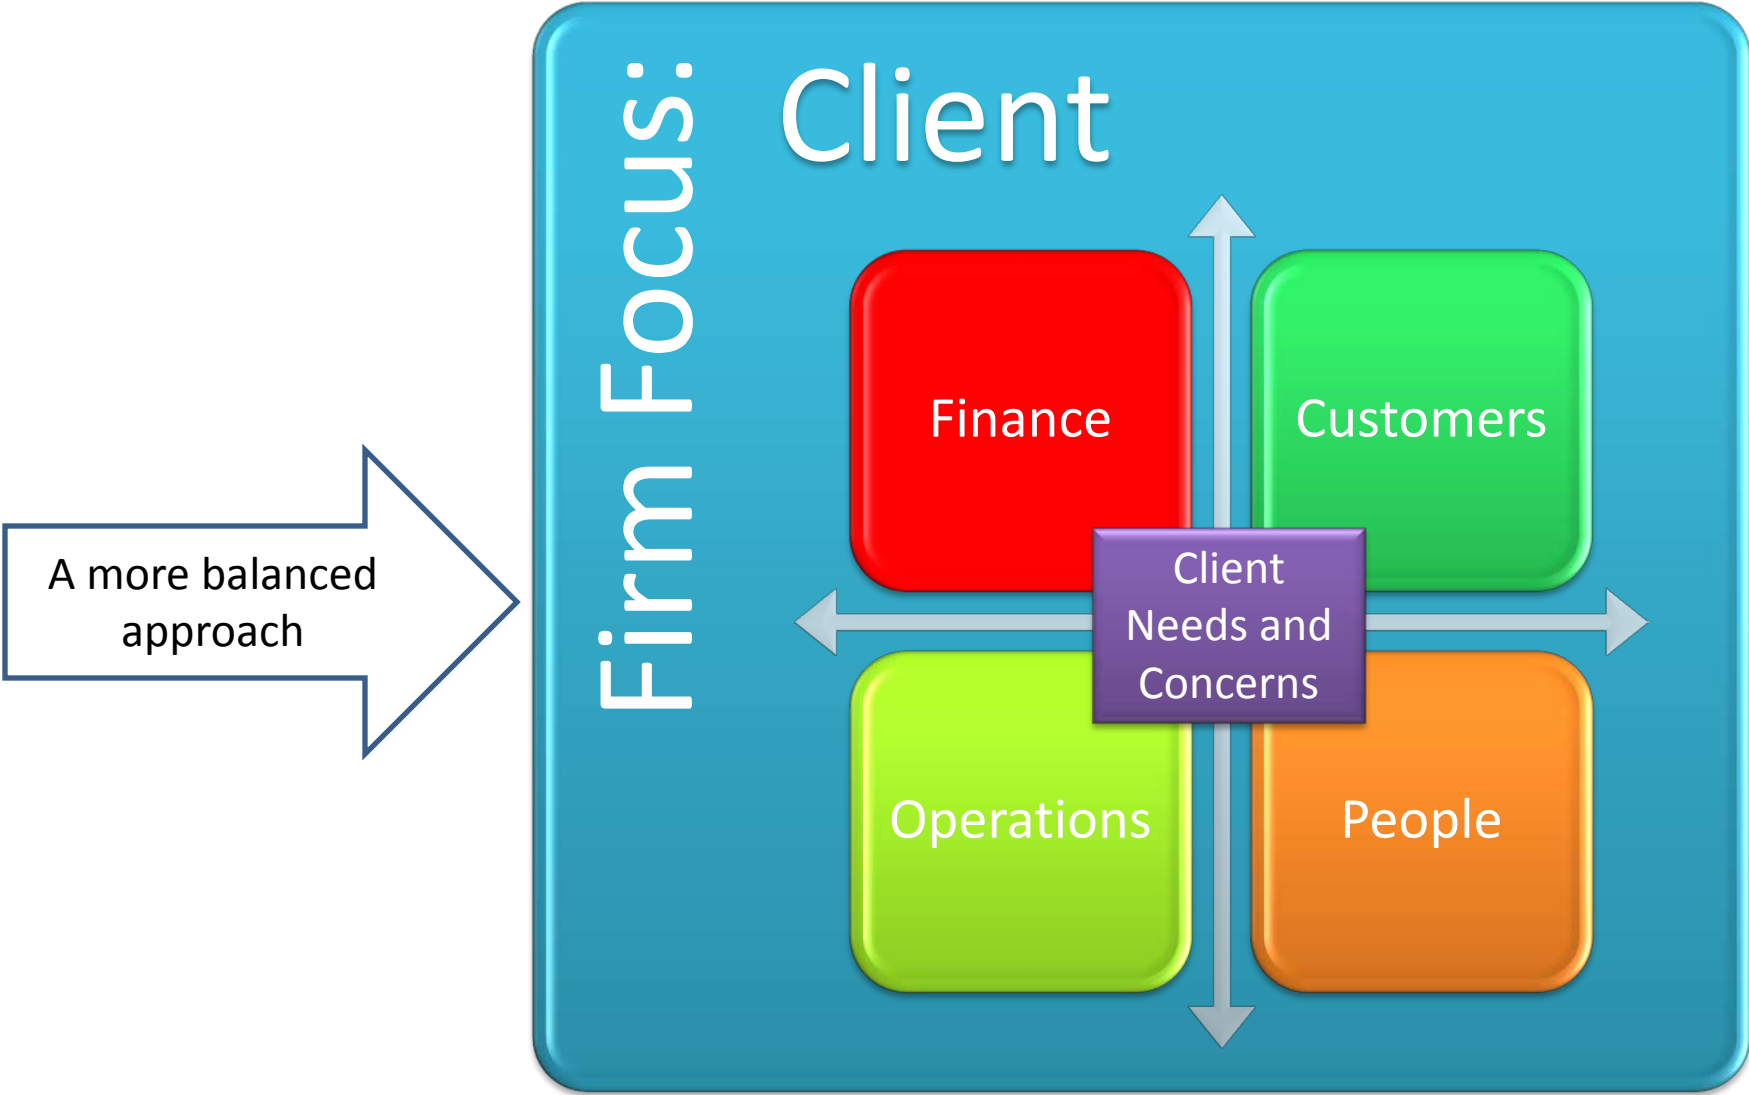 A more balanced
approach
Firm Focus:
Client
Finance
Customers
Client
Needs and
Concerns
Operations
People